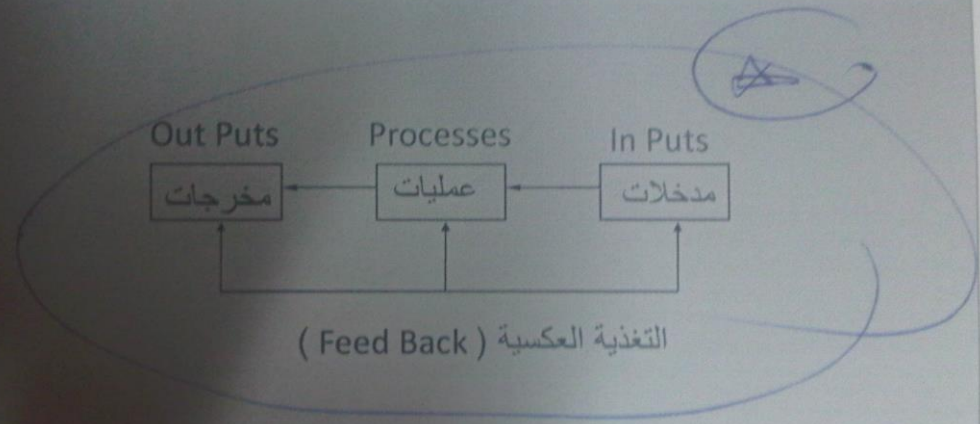 Out Puts Processes In Puts
مخرجات عمليات مدخلات
التغذية العكسية ( Feed Back )